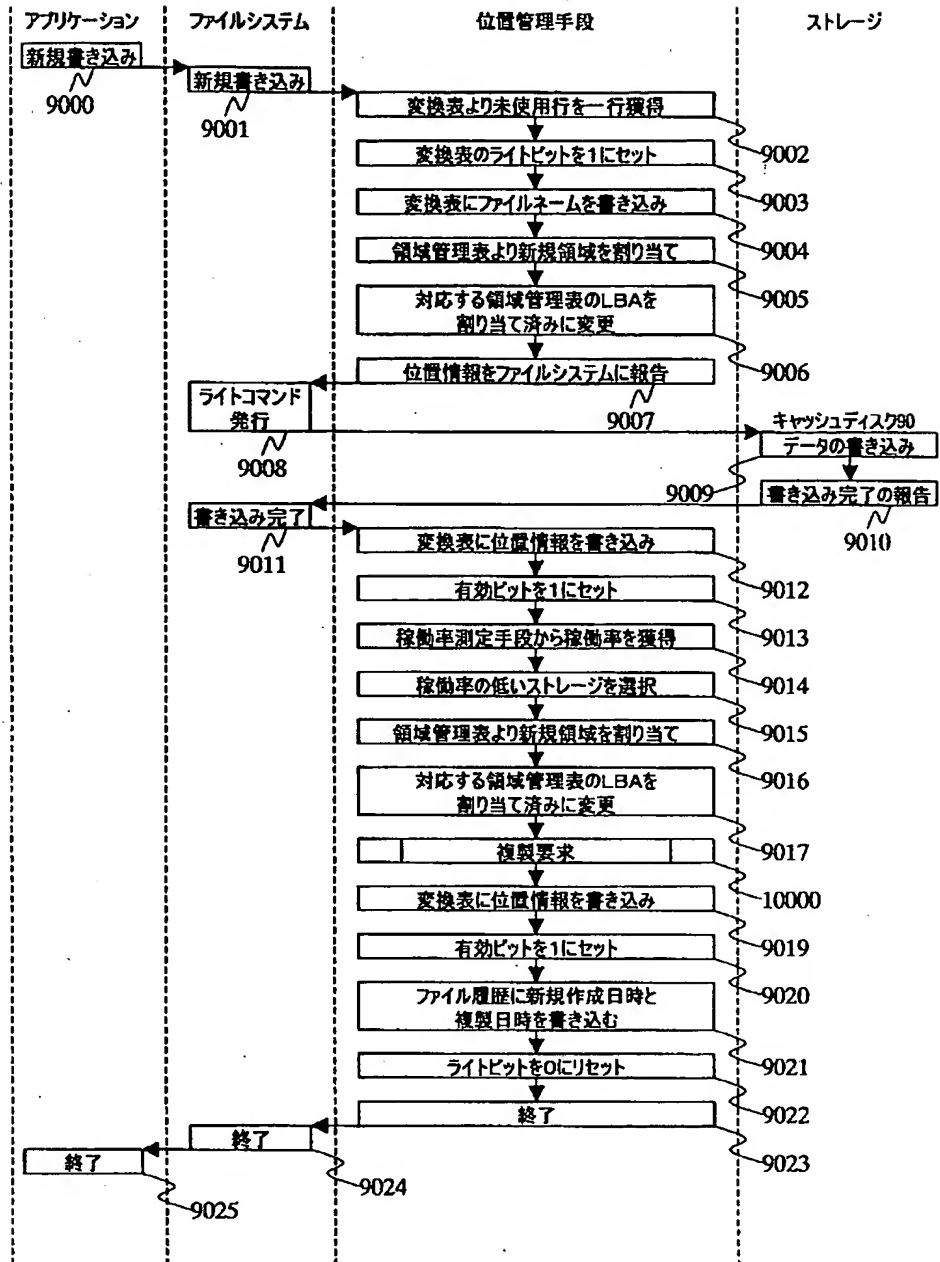 アプリケーション
ファイルシステム
位置管理手段
ストレージ
新規書き込み
9000
新規書き込み
9001
変換表より未使用行を一行獲得
9002
変換表のライトビットを1にセット
9003
変換表にファイルネームを書き込み
9004
領域管理表より新規領域を割り当て
9005
対応する領域管理表のLBAを
割り当て済みに変更
9006
位置情報をファイルシステムに報告
9007
ライトコマンド
発行
9008
キャッシュディスク90
データの書き込み
9009
書き込み完了の報告
9010
書き込み完了
9011
変換表に位置情報を書き込み
9012
有効ビットを1にセット
9013
稼働率測定手段から稼働率を獲得
9014
稼働率の低いストレージを選択
9015
領域管理表より新規領域を割り当て
9016
対応する領域管理表のLBAを
割り当て済みに変更
9017
複製要求
10000
変換表に位置情報を書き込み
9019
有効ビットを1にセット
9020
ファイル履歴に新規作成日時と
複製日時を書き込む
9021
ライトビットを0にリセット
9022
終了
9023
終了
9024
終了
9025